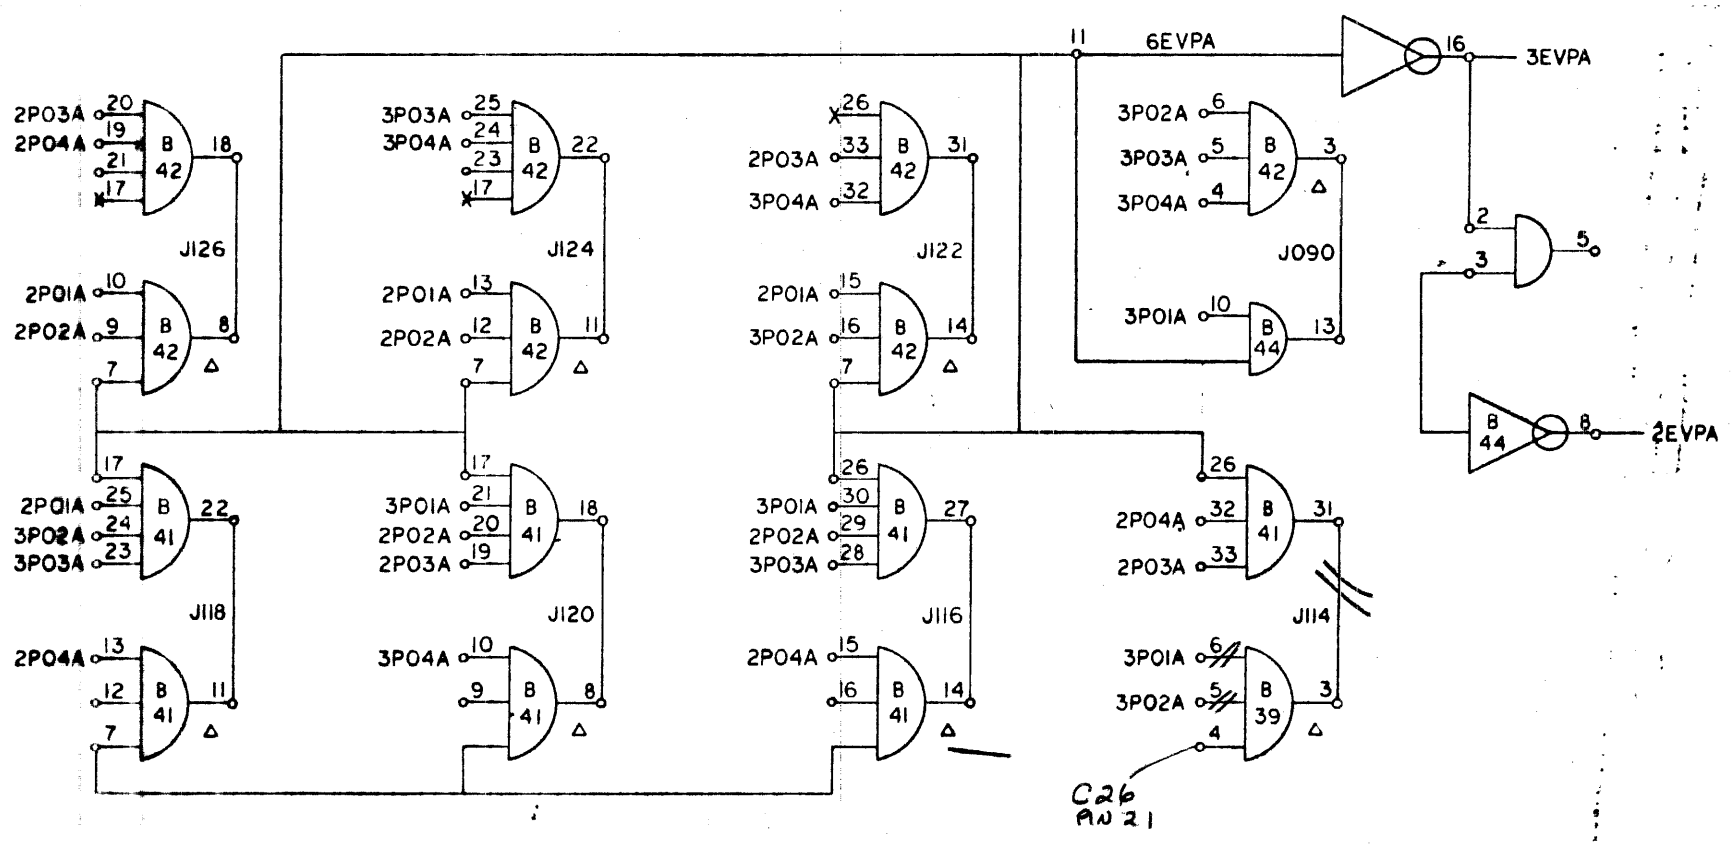 11 6EVPA 16 3EVPA
2P03A 20
2P04A 19 B 18
21 42
17
3P03A 25
3P04A 24 B 22
23 42
17
26
2P03A 33 B 31
3P04A 32 42
3P02A 6
3P03A 5 B 3
3P04A 4 42 Δ
J126
J124
J122
J090
2
3 5
2P01A 10
2P02A 9 B 8
7 42 Δ
2P01A 13
2P02A 12 B 11
7 42 Δ
2P01A 15
3P02A 16 B 14
7 42 Δ
3P01A 10 B 13
44
B 8 2EVPA
44
17
2P01A 25 B 22
3P02A 24 41
3P03A 23
17
3P01A 21 B 18
2P02A 20 41
2P03A 19
26
3P01A 30 B 27
2P02A 29 41
3P03A 28
26
2P04A 32 B 31
2P03A 33 41
J118
J120
J116
J114
2P04A 13
12 B 11
7 41 Δ
3P04A 10
9 B 8
41 Δ
2P04A 15
16 B 14
41 Δ
3P01A 6
3P02A 5 B 3
4 39 Δ
C26
PIN 21